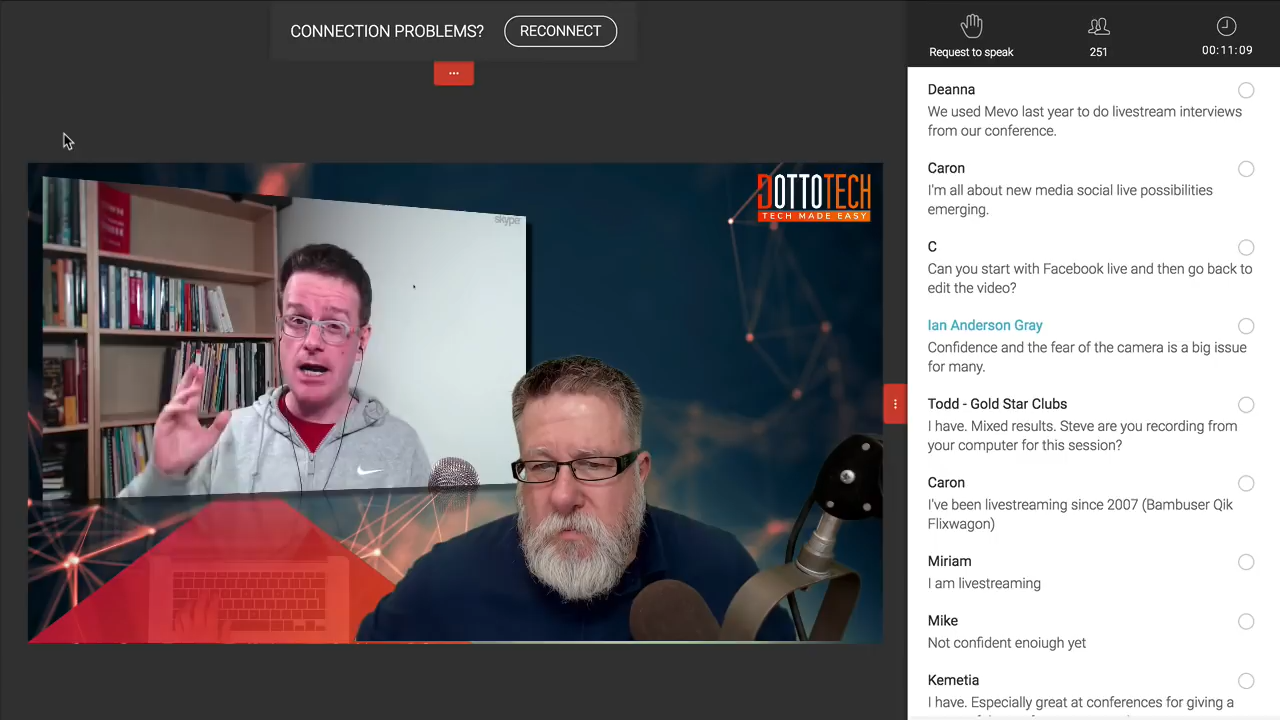 CONNECTION PROBLEMS?
RECONNECT
Request to speak
251
00:11:09
skype
DOTTOTECH
TECH MADE EASY
Deanna
We used Mevo last year to do livestream interviews
from our conference.
Caron
I'm all about new media social live possibilities
emerging.
C
Can you start with Facebook live and then go back to
edit the video?
Ian Anderson Gray
Confidence and the fear of the camera is a big issue
for many.
Todd - Gold Star Clubs
I have. Mixed results. Steve are you recording from
your computer for this session?
Caron
I've been livestreaming since 2007 (Bambuser Qik
Flixwagon)
Miriam
I am livestreaming
Mike
Not confident enoiugh yet
Kemetia
I have. Especially great at conferences for giving a